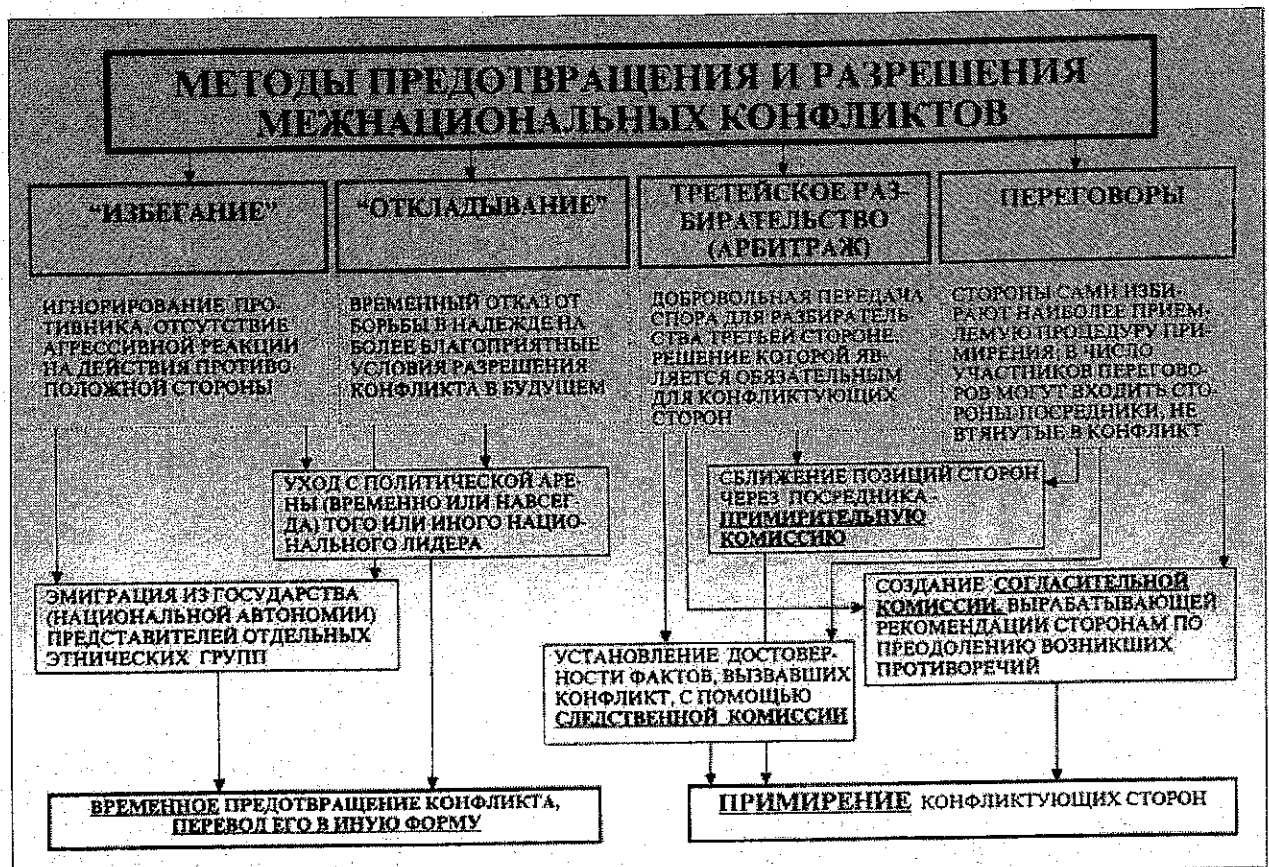 МЕТОДЫ ПРЕДОТВРАЩЕНИЯ И РАЗРЕШЕНИЯ
МЕЖНАЦИОНАЛЬНЫХ КОНФЛИКТОВ
“ИЗБЕГАНИЕ”
“ОТКЛАДЫВАНИЕ”
ТРЕТЕЙСКОЕ РАЗ-
БИРАТЕЛЬСТВО
(АРБИТРАЖ)
ПЕРЕГОВОРЫ
ИГНОРИРОВАНИЕ ПРО-
ТИВНИКА, ОТСУТСТВИЕ
АГРЕССИВНОЙ РЕАКЦИИ
НА ДЕЙСТВИЯ ПРОТИВО
ПОЛОЖНОЙ СТОРОНЫ
ВРЕМЕННЫЙ ОТКАЗ ОТ
БОРЬБЫ В НАДЕЖДЕ НА
БОЛЕЕ БЛАГОПРИЯТНЫЕ
УСЛОВИЯ РАЗРЕШЕНИЯ
КОНФЛИКТА В БУДУЩЕМ
ДОБРОВОЛЬНАЯ ПЕРЕДАЧА
СПОРА ДЛЯ РАЗБИРАТЕЛЬ
СТВА ТРЕТЬЕЙ СТОРОНЕ,
РЕШЕНИЕ КОТОРОЙ ЯВ-
ЛЯЕТСЯ ОБЯЗАТЕЛЬНЫМ
ДЛЯ КОНФЛИКТУЮЩИХ
СТОРОН
СТОРОНЫ САМИ ИЗБИ-
РАЮТ НАИБОЛЕЕ ПРИЕМ-
ЛЕМУЮ ПРОЦЕДУРУ ПРИ-
МИРЕНИЯ; В ЧИСЛО
УЧАСТНИКОВ ПЕРЕГОВО-
РОВ МОГУТ ВХОДИТЬ СТО-
РОНЫ-ПОСРЕДНИКИ, НЕ
ВТЯНУТЫЕ В КОНФЛИКТ
УХОД С ПОЛИТИЧЕСКОЙ АРЕ-
НЫ (ВРЕМЕННО ИЛИ НАВСЕГ-
ДА) ТОГО ИЛИ ИНОГО НАЦИО-
НАЛЬНОГО ЛИДЕРА
СБЛИЖЕНИЕ ПОЗИЦИЙ СТОРОН
ЧЕРЕЗ ПОСРЕДНИКА -
ПРИМИРИТЕЛЬНУЮ
КОМИССИЮ
ЭМИГРАЦИЯ ИЗ ГОСУДАРСТВА
(НАЦИОНАЛЬНОЙ АВТОНОМИИ)
ПРЕДСТАВИТЕЛЕЙ ОТДЕЛЬНЫХ
ЭТНИЧЕСКИХ ГРУПП
СОЗДАНИЕ СОГЛАСИТЕЛЬНОЙ
КОМИССИИ, ВЫРАБАТЫВАЮЩЕЙ
РЕКОМЕНДАЦИИ СТОРОНАМ ПО
ПРЕОДОЛЕНИЮ ВОЗНИКШИХ
ПРОТИВОРЕЧИЙ
УСТАНОВЛЕНИЕ ДОСТОВЕР-
НОСТИ ФАКТОВ, ВЫЗВАВШИХ
КОНФЛИКТ, С ПОМОЩЬЮ
СЛЕДСТВЕННОЙ КОМИССИИ
ВРЕМЕННОЕ ПРЕДОТВРАЩЕНИЕ КОНФЛИКТА,
ПЕРЕВОД ЕГО В ИНУЮ ФОРМУ
ПРИМИРЕНИЕ КОНФЛИКТУЮЩИХ СТОРОН